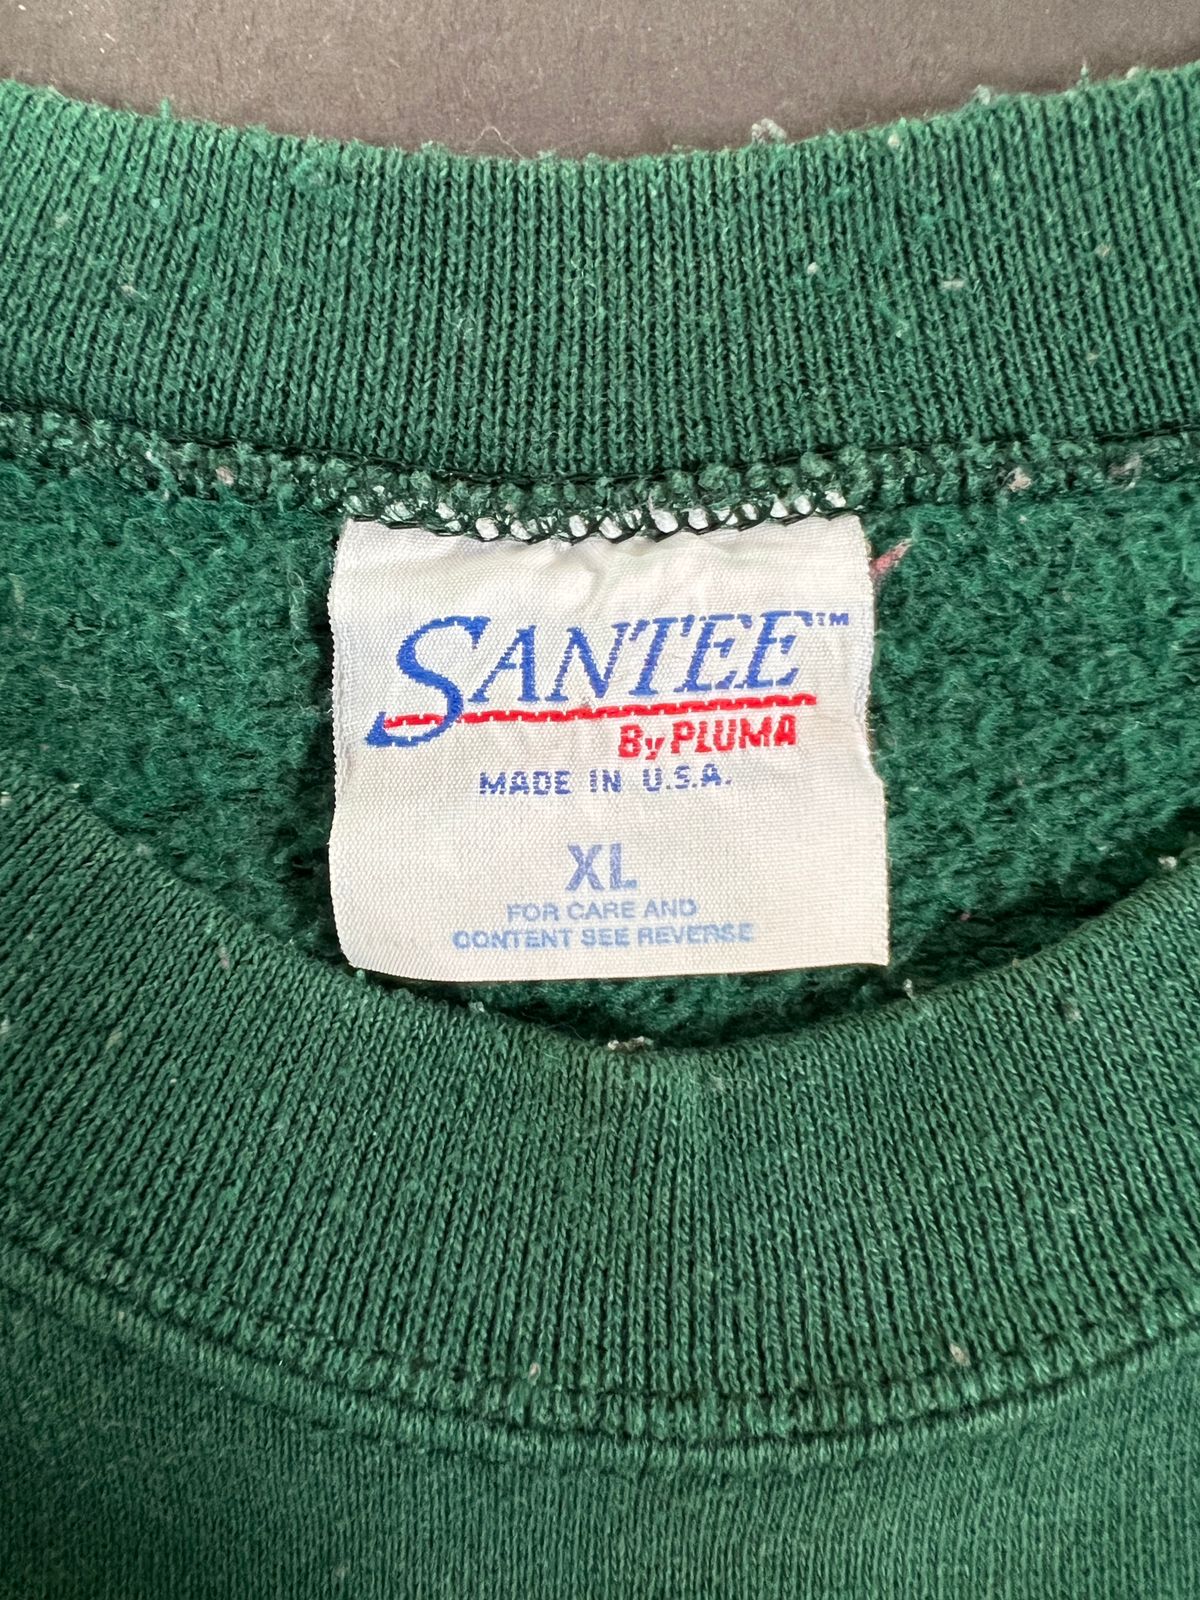 SANTEE™
By PLUMA
MADE IN U.S.A.
XL
FOR CARE AND
CONTENT SEE REVERSE